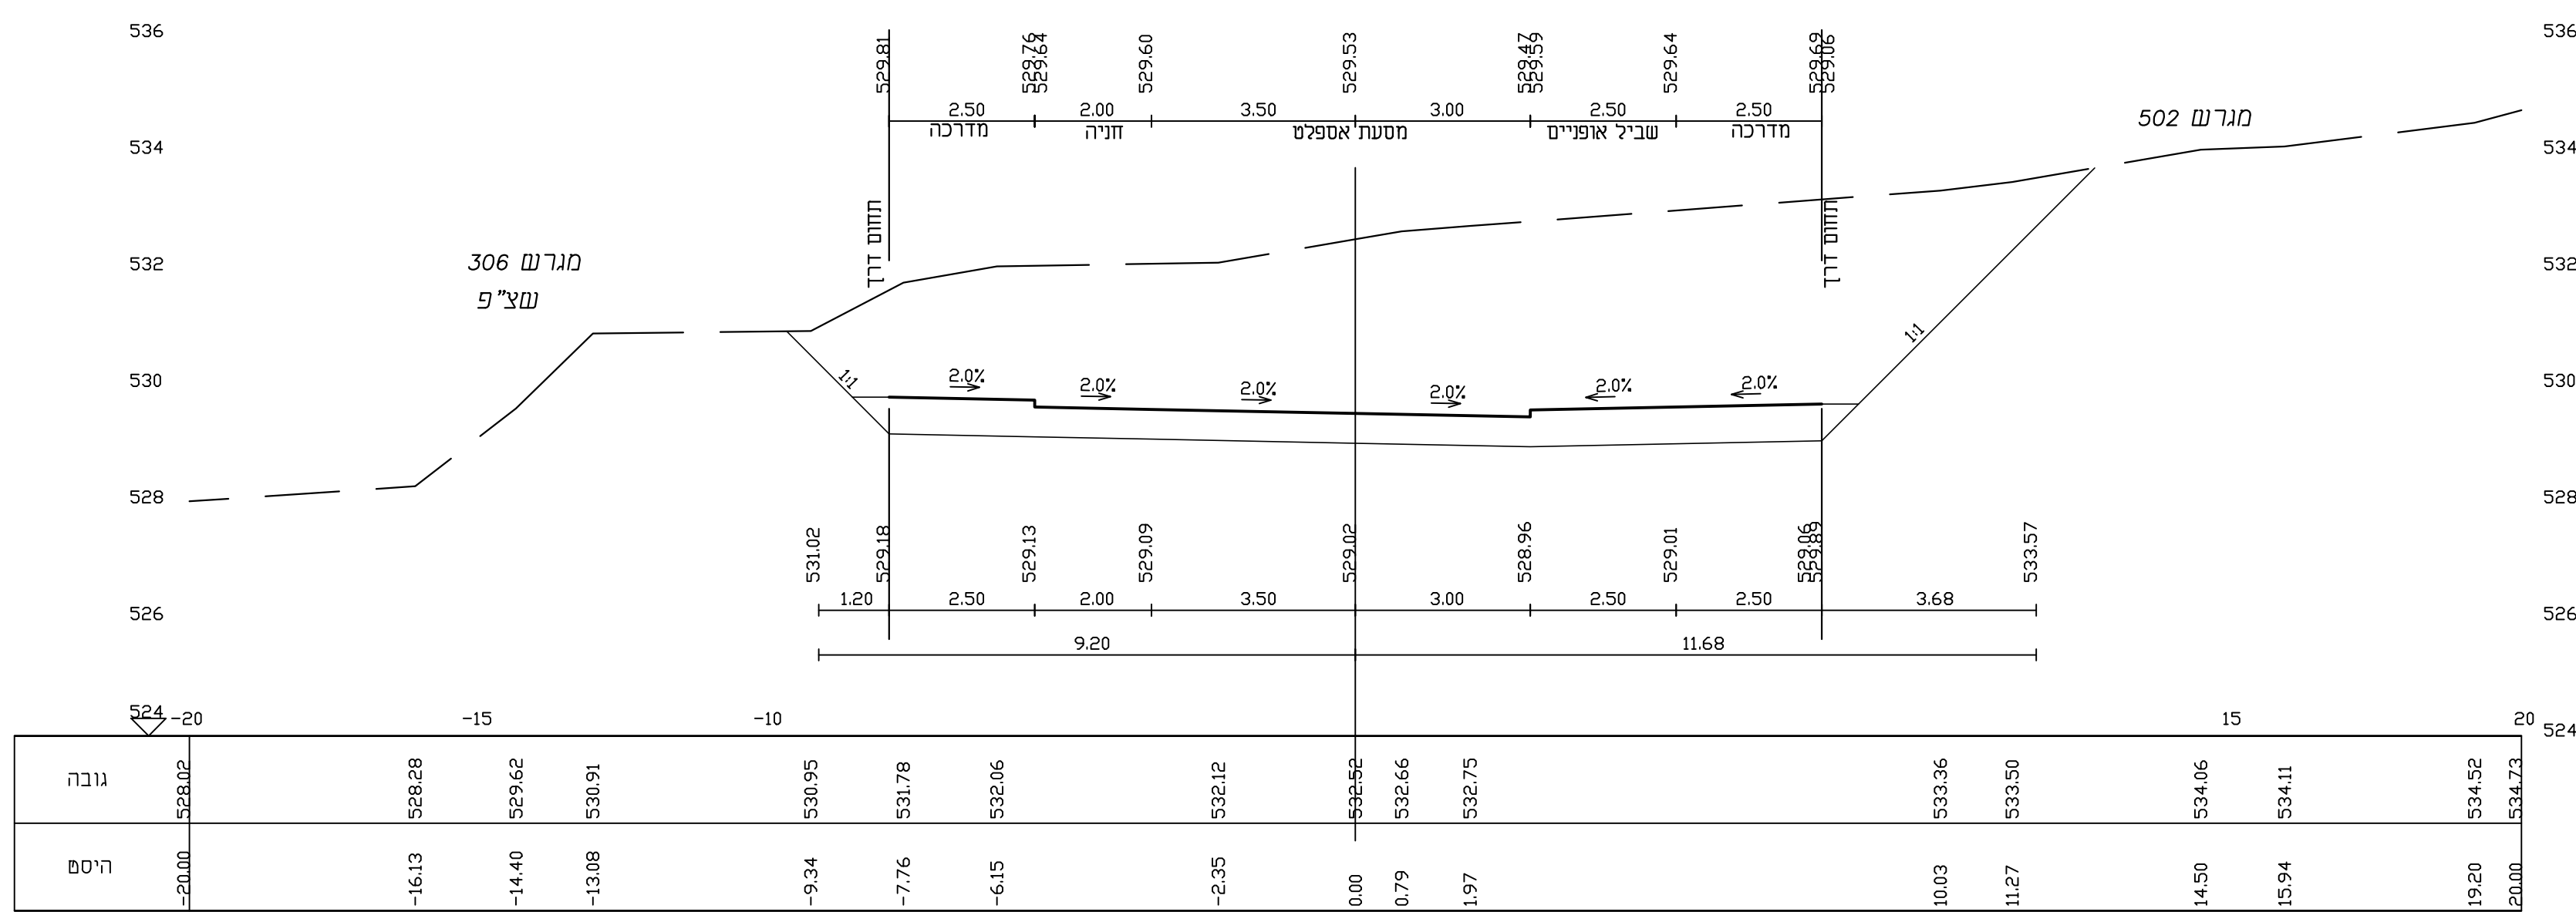 536 529.81 529.76 529.64 529.60 529.53 529.47 529.59 529.64 529.69 529.06 536
2.50 2.00 3.50 3.00 2.50 2.50
מדרכה חניה מסעת אספלט שביל אופניים מדרכה
מגרש 502
534 534
תחום דרך תחום דרך
532 532
מגרש 306
שצ"פ
1:1 1:1
530 2.0% 2.0% 2.0% 2.0% 2.0% 2.0% 530
528 528
531.02 529.18 529.13 529.09 529.02 528.96 529.01 529.06 529.89 533.57
526 1.20 2.50 2.00 3.50 3.00 2.50 2.50 3.68 526
9.20 11.68
524 -20 -15 -10 15 20 524
גובה 528.02 528.28 529.62 530.91 530.95 531.78 532.06 532.12 532.52 532.66 532.75 533.36 533.50 534.06 534.11 534.52 534.73
היסט -20.00 -16.13 -14.40 -13.08 -9.34 -7.76 -6.15 -2.35 0.00 0.79 1.97 10.03 11.27 14.50 15.94 19.20 20.00